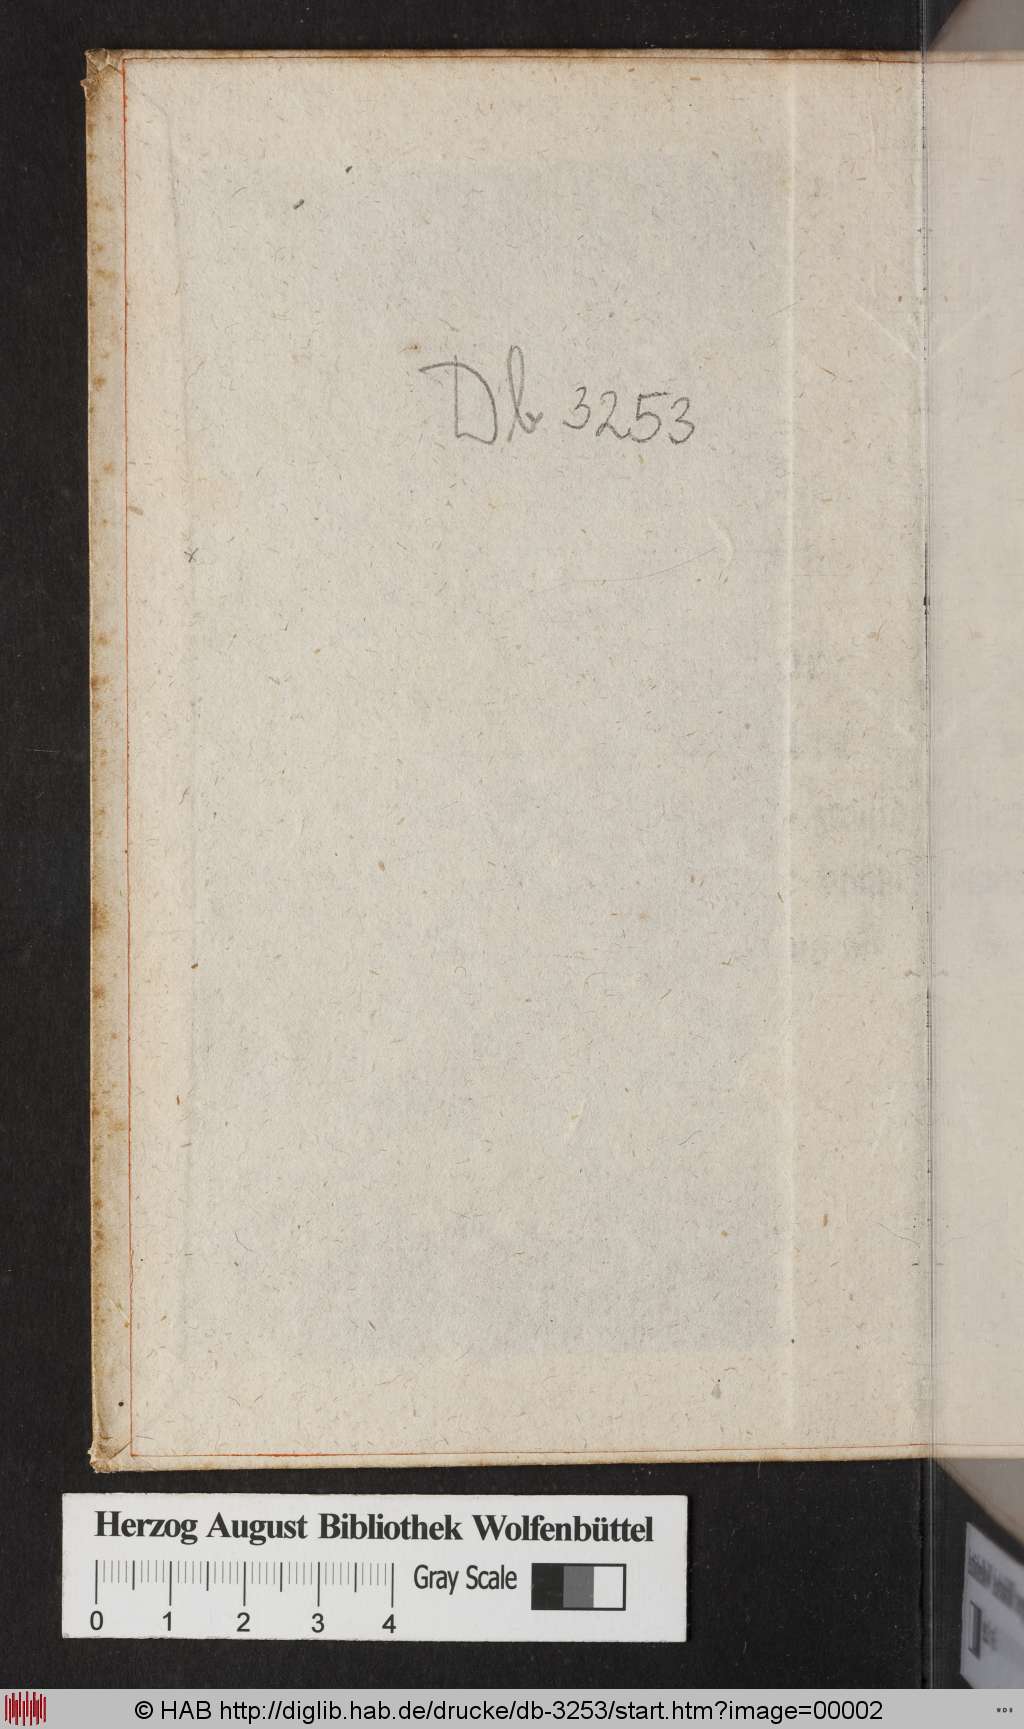 Db 3253
Herzog August Bibliothek Wolfenbüttel
Gray Scale
0 1 2 3 4
© HAB http://diglib.hab.de/drucke/db-3253/start.htm?image=00002